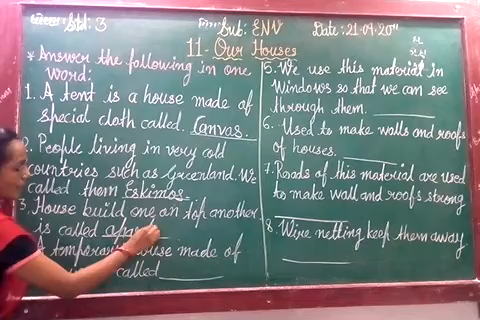 Std: 3
Sub: ENV
Date: 21.09.20
11 - Our Houses
* Answer the following in one
word:
1. A tent is a house made of
special cloth called. Canvas.
2. People living in very cold
countries such as greenland. We
called them Eskimos.
3. House build one on top another.
is called apar
A temporary house made of
called
5. We use this material in
Windows so that we can see
through them.
6. Used to make walls and roofs
of houses.
7. Roads of this material are used
to make wall and roofs strong
8. Wire netting keep them away.